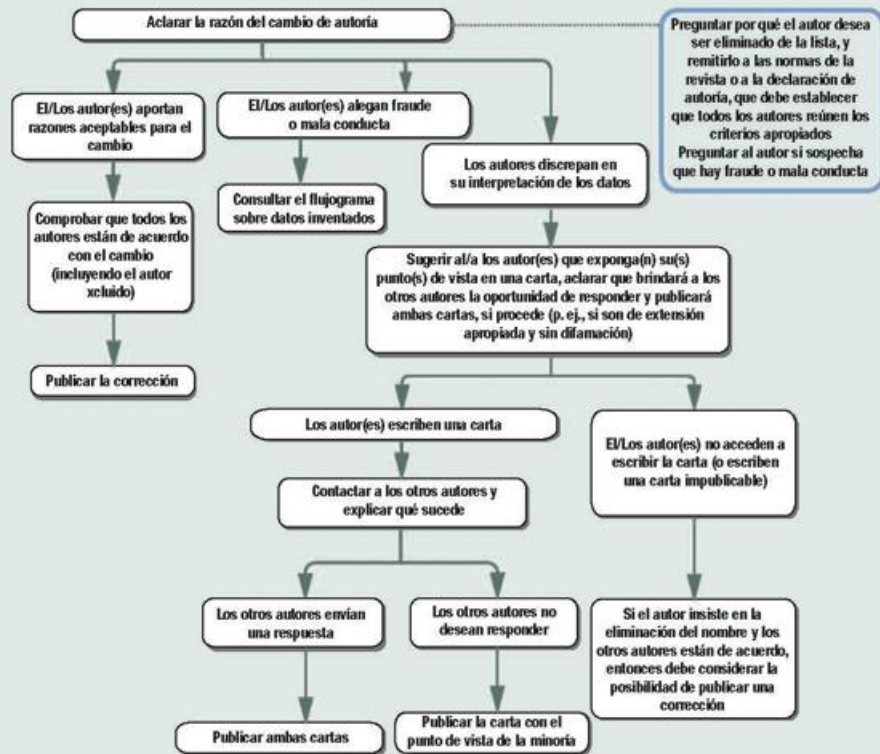 Aclarar la razón del cambio de autoría
Preguntar por qué el autor desea
ser eliminado de la lista, y
remitirlo a las normas de la
revista o a la declaración de
autoría, que debe establecer
que todos los autores reúnen los
criterios apropiados
Preguntar al autor si sospecha
que hay fraude o mala conducta
El/Los autor(es) aportan
razones aceptables para el
cambio
El/Los autor(es) alegan fraude
o mala conducta
Los autores discrepan en
su interpretación de los datos
Comprobar que todos los
autores están de acuerdo
con el cambio
(incluyendo el autor
xcluido)
Consultar el flujograma
sobre datos inventados
Sugerir al/a los autor(es) que exponga(n) su(s)
punto(s) de vista en una carta, aclarar que brindará a los
otros autores la oportunidad de responder y publicará
ambas cartas, si procede (p. ej., si son de extensión
apropiada y sin difamación)
Publicar la corrección
Los autor(es) escriben una carta
El/Los autor(es) no acceden a
escribir la carta (o escriben
una carta impublicable)
Contactar a los otros autores y
explicar qué sucede
Los otros autores envían
una respuesta
Los otros autores no
desean responder
Si el autor insiste en la
eliminación del nombre y los
otros autores están de acuerdo,
entonces debe considerar la
posibilidad de publicar una
corrección
Publicar ambas cartas
Publicar la carta con el
punto de vista de la minoría